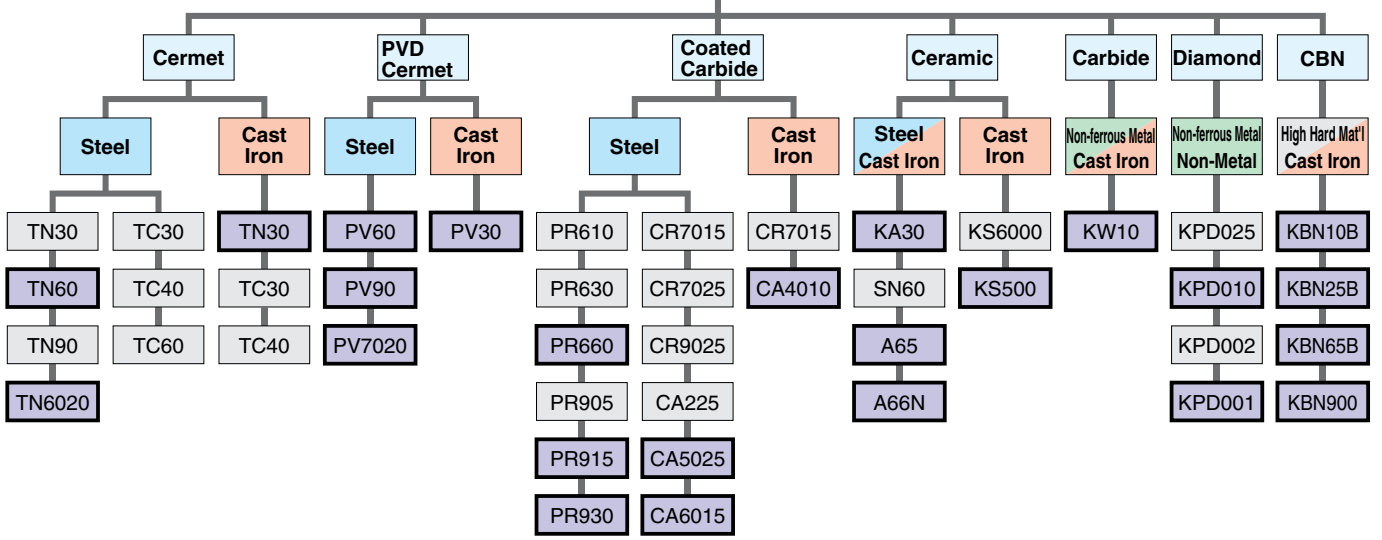 Cermet
PVD
Cermet
Coated
Carbide
Ceramic
Carbide
Diamond
CBN
Steel
Cast
Iron
Steel
Cast
Iron
Steel
Cast
Iron
Steel
Cast Iron
Cast
Iron
Non-ferrous Metal
Cast Iron
Non-ferrous Metal
Non-Metal
High Hard Mat'l
Cast Iron
TN30
TC30
TN30
PV60
PV30
PR610
CR7015
CR7015
KA30
KS6000
KW10
KPD025
KBN10B
TN60
TC40
TC30
PV90
PR630
CR7025
CA4010
SN60
KS500
KPD010
KBN25B
TN90
TC60
TC40
PV7020
PR660
CR9025
A65
KPD002
KBN65B
TN6020
PR905
CA225
A66N
KPD001
KBN900
PR915
CA5025
PR930
CA6015